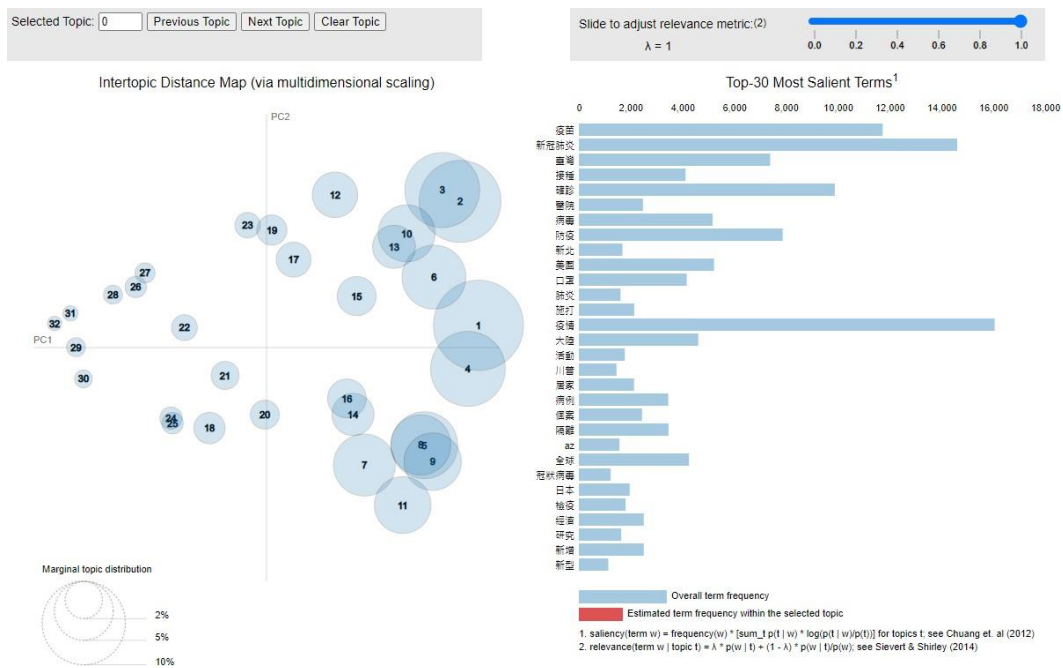 Selected Topic: 0 Previous Topic Next Topic Clear Topic
Slide to adjust relevance metric:(2)
λ = 1
0.0 0.2 0.4 0.6 0.8 1.0
Intertopic Distance Map (via multidimensional scaling)
PC2
PC1
3
2
12
10
13
23
19
17
6
27
26
28
15
31
32
1
22
29
4
30
21
16
14
24
25
18
20
8
5
9
7
11
Marginal topic distribution
2%
5%
10%
Top-30 Most Salient Terms1
0 2,000 4,000 6,000 8,000 10,000 12,000 14,000 16,000 18,000
疫苗
新冠肺炎
臺灣
接種
確診
醫院
病毒
防疫
新北
美國
口罩
肺炎
施打
疫情
大陸
活動
川普
居家
病例
個案
隔離
az
全球
冠狀病毒
日本
檢疫
經濟
研究
新增
新型
Overall term frequency
Estimated term frequency within the selected topic
1. saliency(term w) = frequency(w) * [sum_t p(t | w) * log(p(t | w)/p(t))] for topics t; see Chuang et. al (2012)
2. relevance(term w | topic t) = λ * p(w | t) + (1 - λ) * p(w | t)/p(w); see Sievert & Shirley (2014)